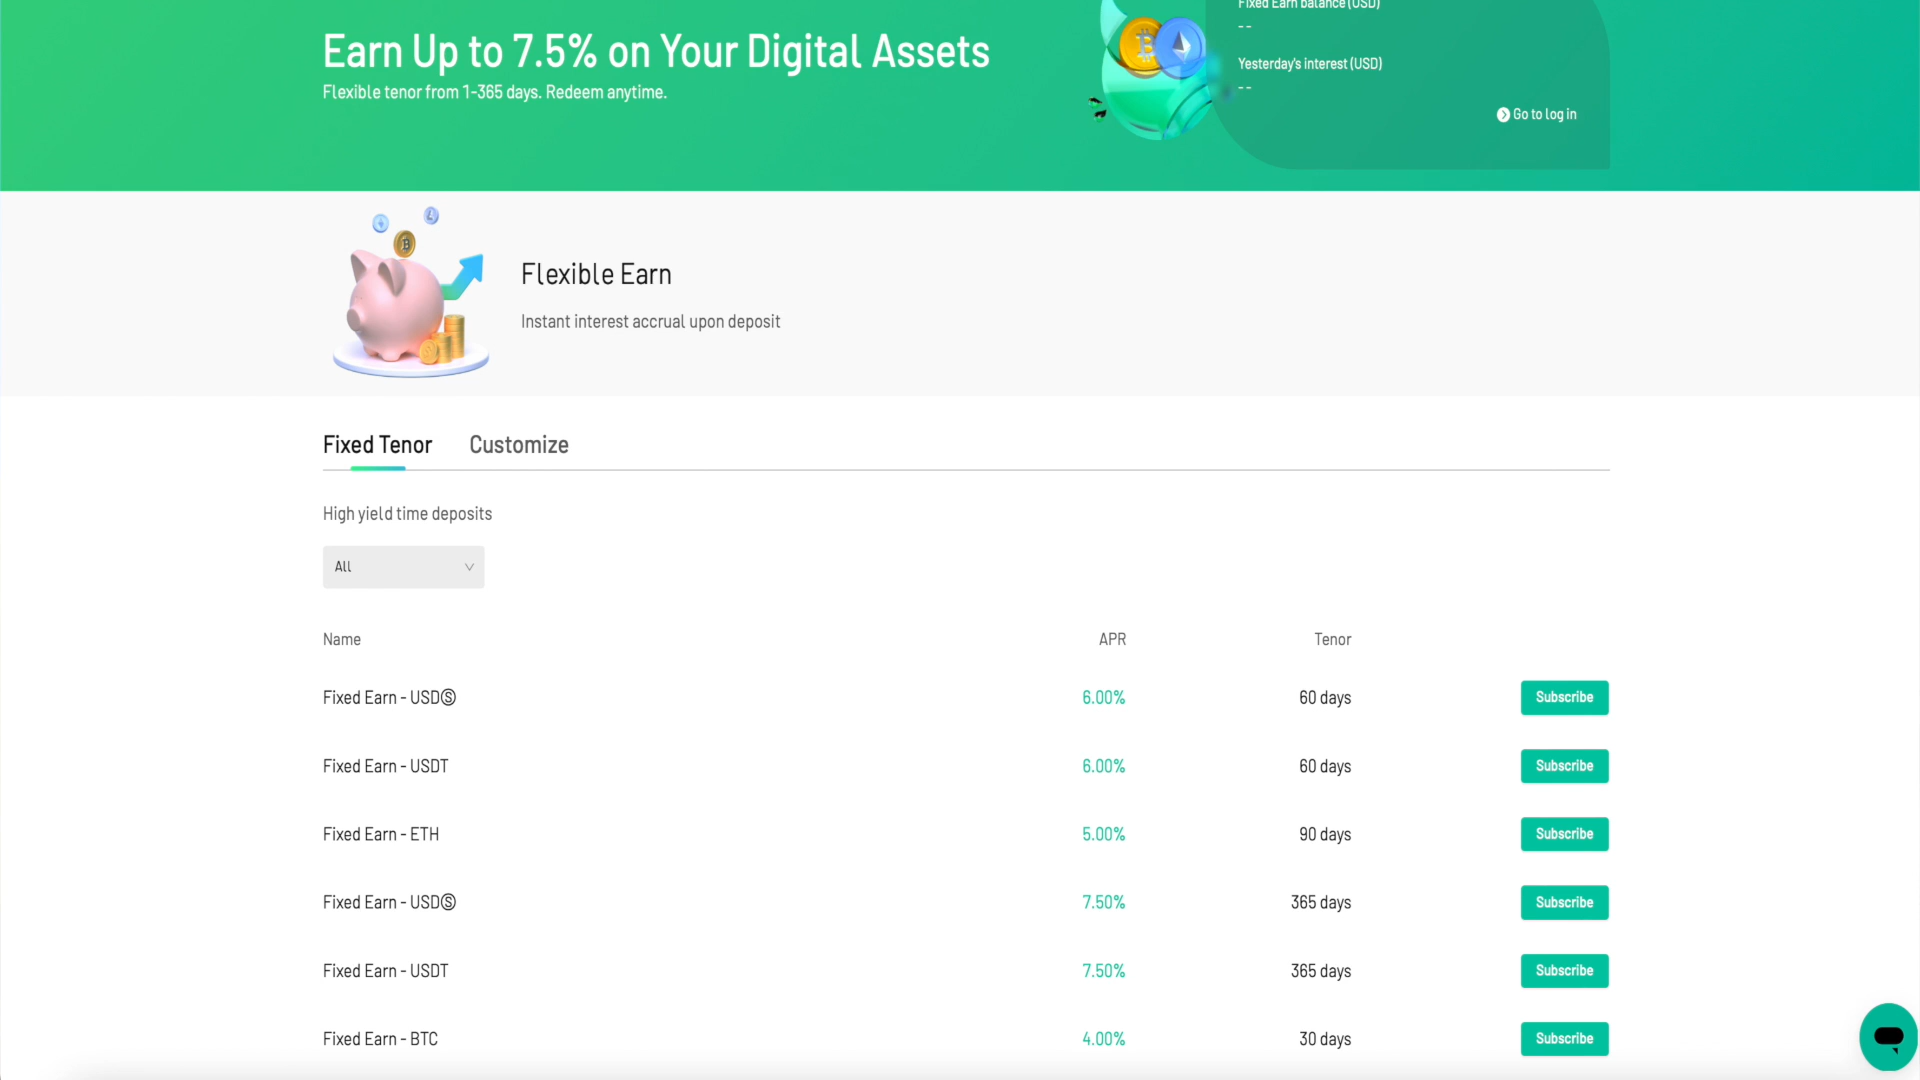 Fixed Earn balance (USD)
--
Earn Up to 7.5% on Your Digital Assets
Flexible tenor from 1-365 days. Redeem anytime.
Yesterday's interest (USD)
--
Go to log in
Flexible Earn
Instant interest accrual upon deposit
Fixed Tenor Customize
High yield time deposits
All
Name APR Tenor
Fixed Earn - USDⓈ 6.00% 60 days Subscribe
Fixed Earn - USDT 6.00% 60 days Subscribe
Fixed Earn - ETH 5.00% 90 days Subscribe
Fixed Earn - USDⓈ 7.50% 365 days Subscribe
Fixed Earn - USDT 7.50% 365 days Subscribe
Fixed Earn - BTC 4.00% 30 days Subscribe